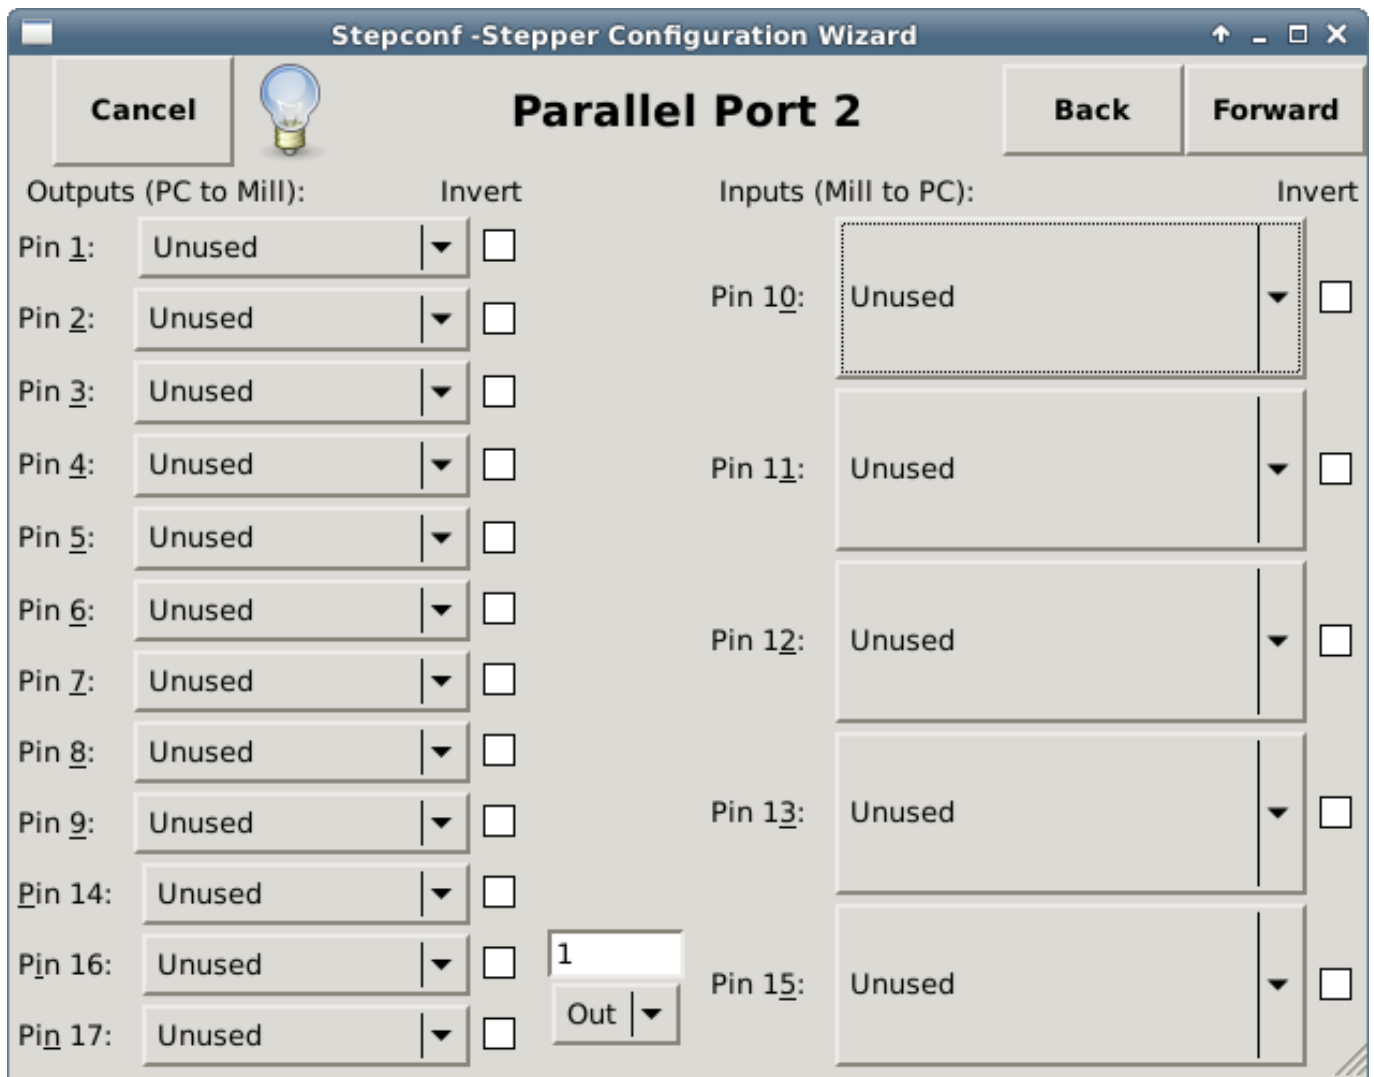 Stepconf -Stepper Configuration Wizard
Cancel
Parallel Port 2
Back
Forward
Outputs (PC to Mill): Invert
Pin 1: Unused
Pin 2: Unused
Pin 3: Unused
Pin 4: Unused
Pin 5: Unused
Pin 6: Unused
Pin 7: Unused
Pin 8: Unused
Pin 9: Unused
Pin 14: Unused
Pin 16: Unused
Pin 17: Unused
1
Out
Inputs (Mill to PC): Invert
Pin 10: Unused
Pin 11: Unused
Pin 12: Unused
Pin 13: Unused
Pin 15: Unused